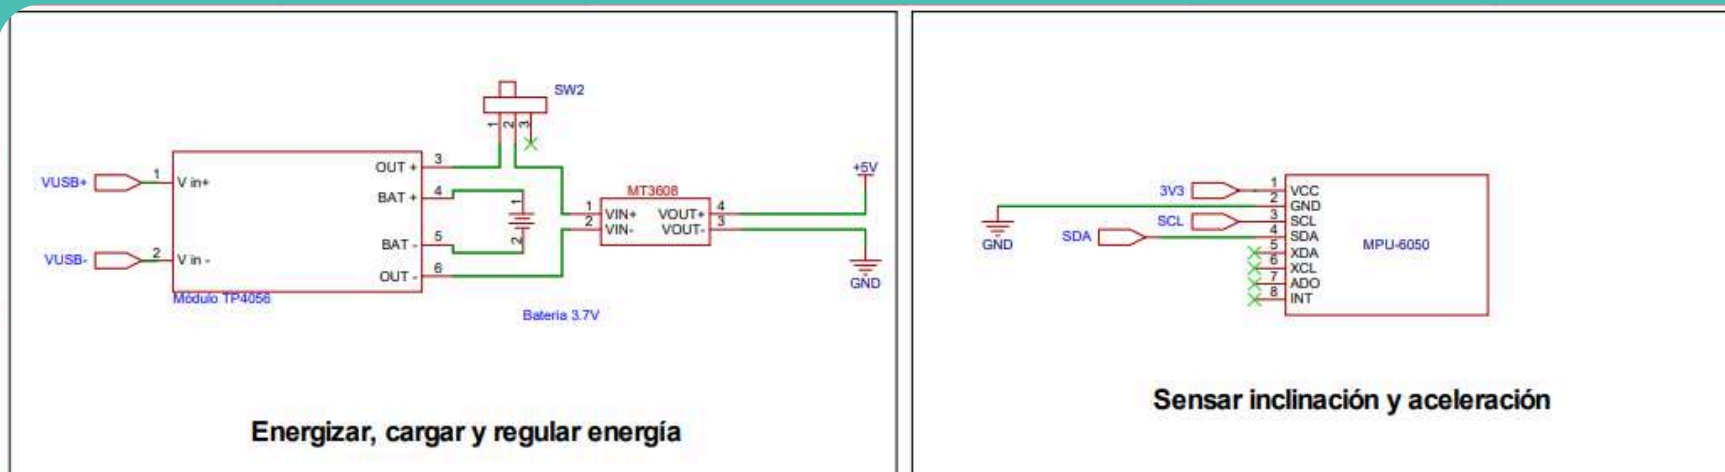 SW2
1
2
3
VUSB+
1
V in+
VUSB-
2
V in -
OUT +
3
BAT +
4
BAT -
5
OUT -
6
Módulo TP4056
1
2
Bateria 3.7V
MT3608
1
VIN+
2
VIN-
VOUT+
4
VOUT-
3
+5V
GND
Energizar, cargar y regular energía
3V3
1
VCC
GND
2
GND
SCL
3
SCL
SDA
4
SDA
5
XDA
6
XCL
7
ADO
8
INT
MPU-6050
Sensar inclinación y aceleración